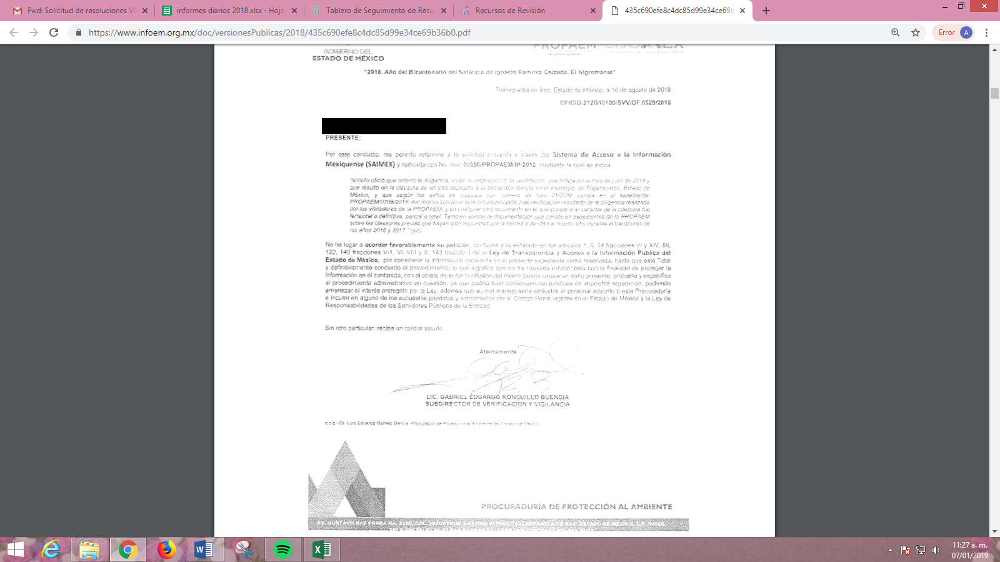 Fwd: Solicitud de resoluciones VP
informes diarios 2018.xlsx - Hoja
Tablero de Seguimiento de Recu
Recursos de Revisión
435c690efe8c4dc85d99e34ce69b
https://www.infoem.org.mx/doc/versionesPublicas/2018/435c690efe8c4dc85d99e34ce69b36b0.pdf
Error
A
GOBIERNO DEL
ESTADO DE MÉXICO
PROPAEM
"2018. Año del Bicentenario del Natalicio de Ignacio Ramírez Calzada, El Nigromante"
Tlalnepantla de Baz, Estado de México, a 16 de agosto de 2018
OFICIO:212G10100/SVV/OF.0529/2018
PRESENTE:
Por este conducto, me permito referirme a la solicitud proveída a través del Sistema de Acceso a la Información
Mexiquense (SAIMEX) y radicada con No. folio 00096/PROPAEM/IP/2018, mediante la cual se indica:
"solicito oficio que ordenó la diligencia, visita de inspección o de verificación, practicada en el mes de julio de 2018 y
que resultó en la clausura de un sitio dedicado a la extracción minera en el municipio de Tepetlaoxtoc, Estado de
México, y que según los sellos de clausura con número de folio 01/2018 consta en el expediente:
PROPAEM/0705/2018. Así mismo solicito el acta circunstanciada o de verificación resultado de la diligencia realizada
por los visitadores de la PROPAEM, y en cualquier otro documento en el que conste si el carácter de la clausura fue
temporal o definitiva, parcial o total. También solicito la documentación que conste en expedientes de la PROPAEM
sobre las clausuras previas que hayan sido impuestas por la misma autoridad al mismo sitio durante el transcurso de
los años 2016 y 2017 " (sic)
No ha lugar a acordar favorablemente su petición, conforme a lo señalado en los artículos 1, 6, 24 fracciones VI y XIV, 86,
122, 140 fracciones V-1, VI, VIII y X, 143 fracción I de la Ley de Transparencia y Acceso a la Información Pública del
Estado de México, por considerar la información contenida en el presente expediente como reservada, hasta que esté Total
y definitivamente concluido el procedimiento, lo que significa que no ha causado estado; esto con la finalidad de proteger la
información en él contenida, con el objeto de evitar la difusión del mismo pueda causar un daño presente, probable y específico
al procedimiento administrativo en cuestión, ya que podría traer consecuencias jurídicas de imposible reparación, pudiendo
amenazar el interés protegido por la Ley, además que su mal manejo sería atribuible al personal adscrito a esta Procuraduría
e incurrir en alguno de los supuestos previstos y sancionados por el Código Penal vigente en el Estado de México y la Ley de
Responsabilidades de los Servidores Públicos de la Entidad
Sin otro particular, reciba un cordial saludo.
Atentamente
LIC. GABRIEL EDUARDO RONQUILLO BUENDIA
SUBDIRECTOR DE VERIFICACION Y VIGILANCIA
c.c.p.- Dr. Luis Eduardo Gómez García -Procurador de Protección al Ambiente del Estado de México
PROCURADURÍA DE PROTECCIÓN AL AMBIENTE
AV. GUSTAVO BAZ PRADA No.
11:27 a. m.
07/01/2019